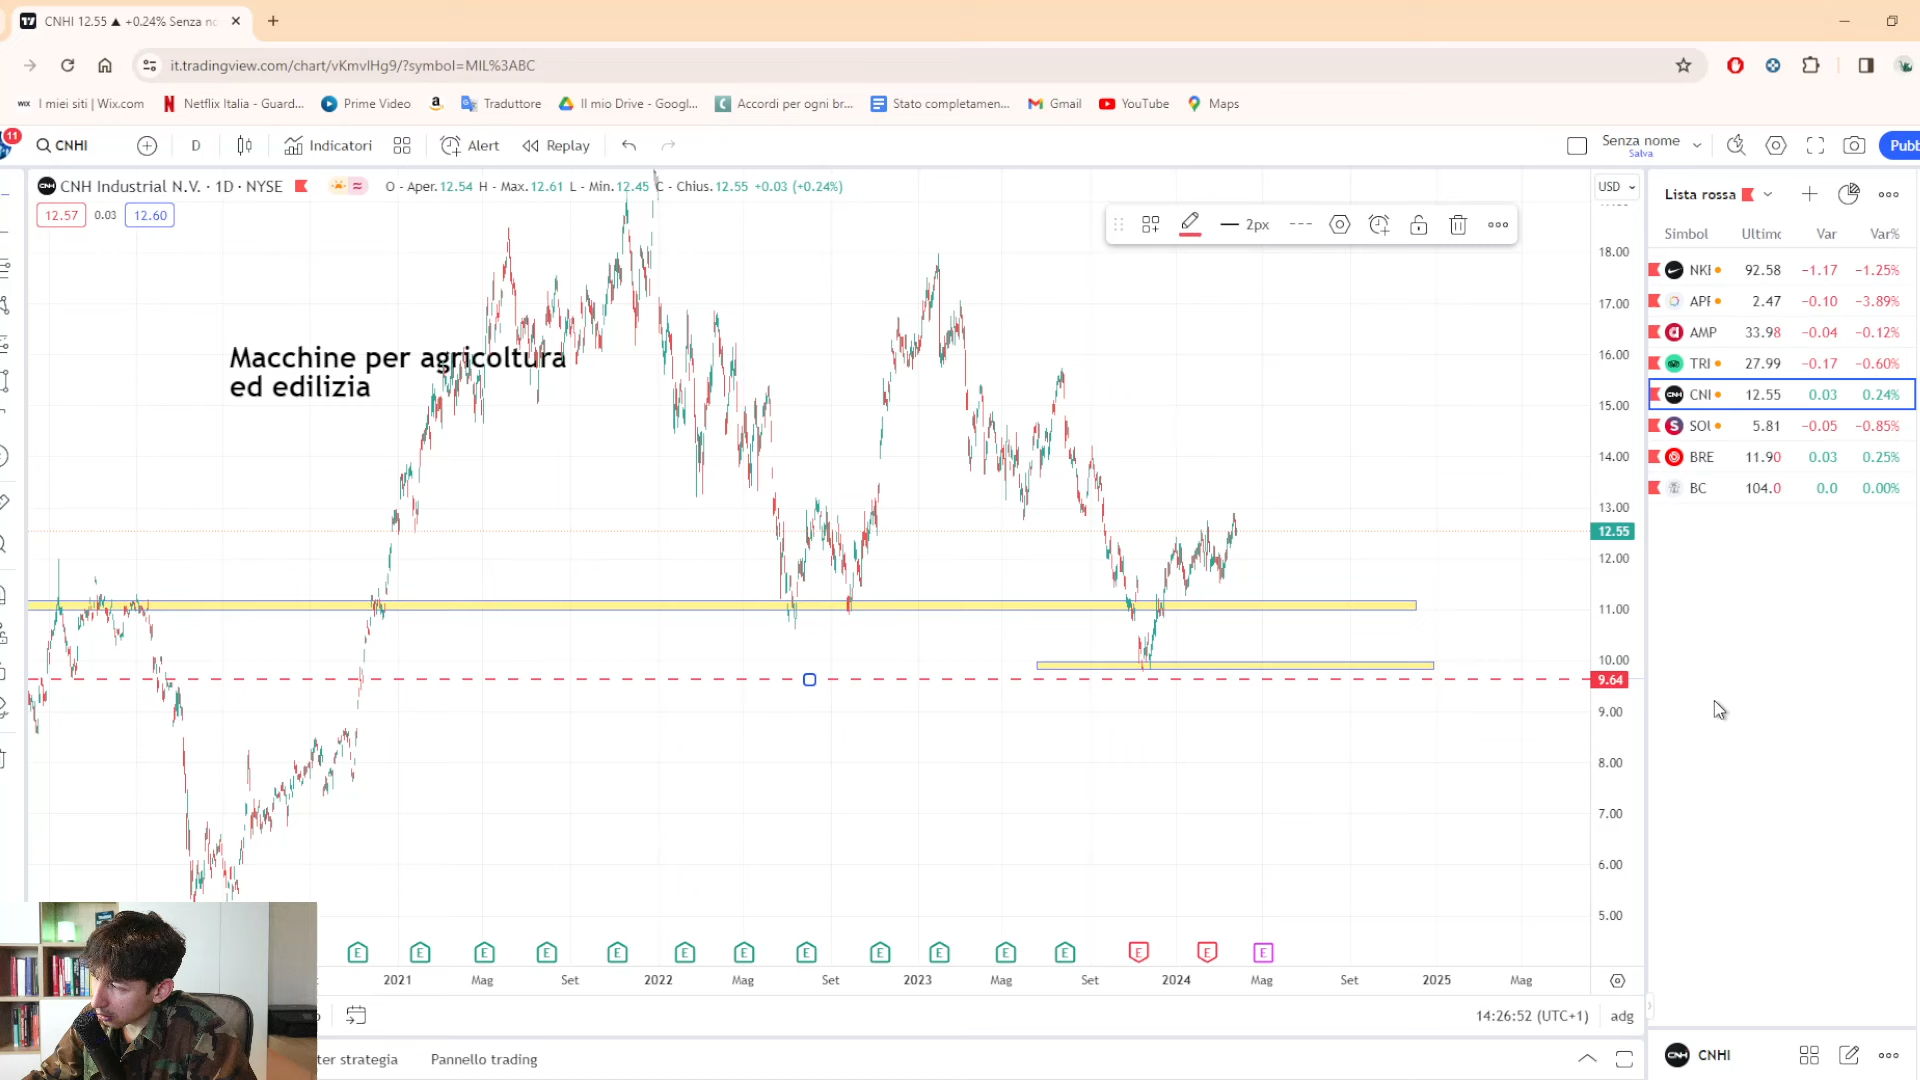 CNHI 12.55 ▲ +0.24% Senza no
it.tradingview.com/chart/vKmvlHg9/?symbol=MIL%3ABC
WIX I miei siti | Wix.com
Netflix Italia - Guard...
Prime Video
Traduttore
Il mio Drive - Googl...
Accordi per ogni br...
Stato completamen...
Gmail
YouTube
Maps
11
CNHI
D
Indicatori
Alert
Replay
Senza nome
Salva
Pubb
CNH Industrial N.V. · 1D · NYSE
O - Aper. 12.54 H - Max. 12.61 L - Min. 12.45 C - Chius. 12.55 +0.03 (+0.24%)
12.57 0.03 12.60
2px
USD
Macchine per agricoltura
ed edilizia
18.00
17.00
16.00
15.00
14.00
13.00
12.55
12.00
11.00
10.00
9.64
9.00
8.00
7.00
6.00
5.00
E E E E E E E E E E E E E E E
2021 Mag Set 2022 Mag Set 2023 Mag Set 2024 Mag Set 2025 Mag
14:26:52 (UTC+1) adg
ter strategia Pannello trading
Lista rossa
Simbol Ultimo Var Var%
NKE 92.58 −1.17 −1.25%
APF 2.47 −0.10 −3.89%
AMP 33.98 −0.04 −0.12%
TRI 27.99 −0.17 −0.60%
CNH CNI 12.55 0.03 0.24%
S SOU 5.81 −0.05 −0.85%
BRE 11.90 0.03 0.25%
BC 104.0 0.0 0.00%
CNH CNHI